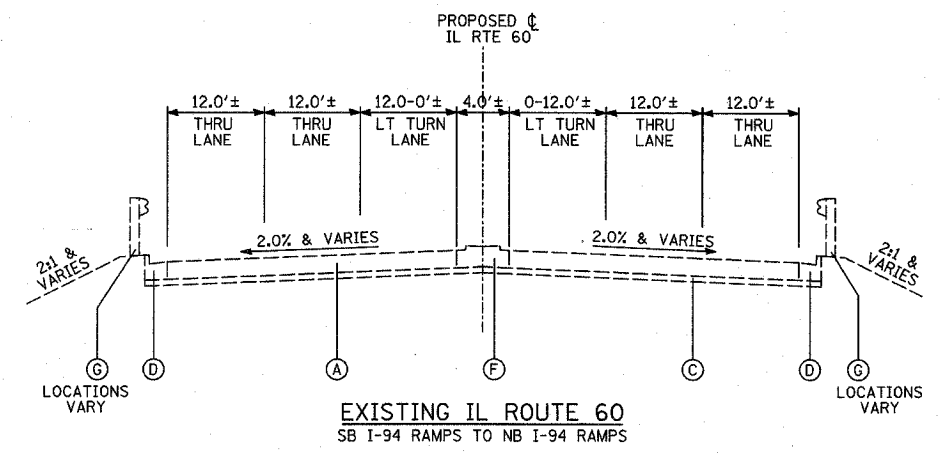 PROPOSED ℄
IL RTE 60
12.0'± 12.0'± 12.0-0'± 4.0'± 0-12.0'± 12.0'± 12.0'±
THRU LANE
THRU LANE
LT TURN LANE
LT TURN LANE
THRU LANE
THRU LANE
2.0% & VARIES
2.0% & VARIES
2:1 & VARIES
2:1 & VARIES
G D A F C D G
LOCATIONS VARY
LOCATIONS VARY
EXISTING IL ROUTE 60
SB I-94 RAMPS TO NB I-94 RAMPS